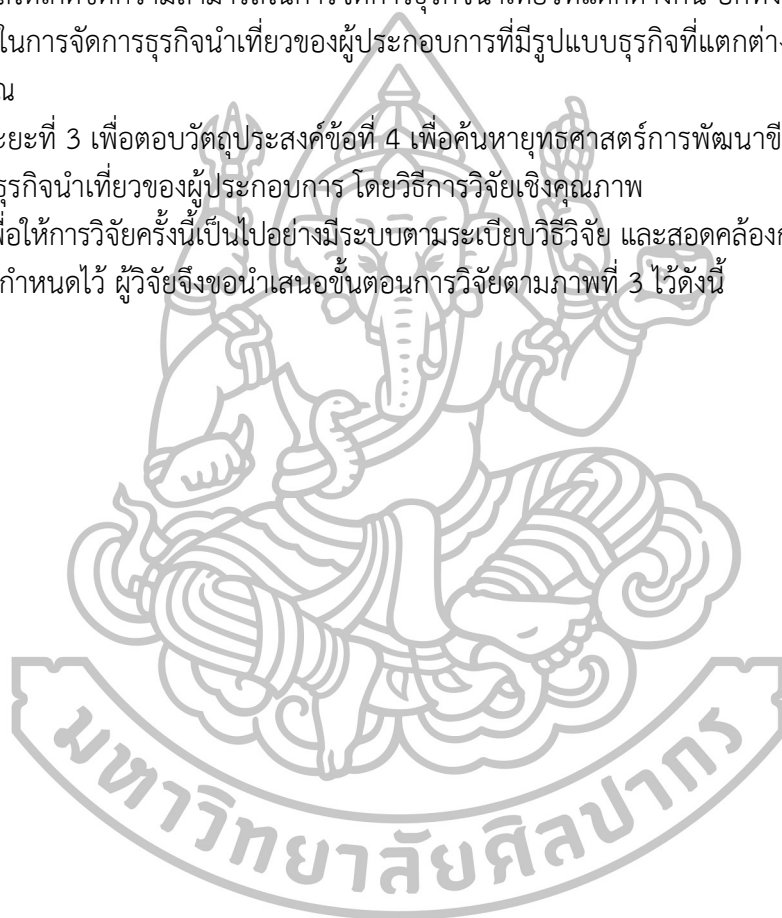 ในการจัดการธุรกิจนำเที่ยวของผู้ประกอบการที่มีรูปแบบธุรกิจที่แตกต่าง
ณ
ะยะที่ 3 เพื่อตอบวัตถุประสงค์ข้อที่ 4 เพื่อค้นหายุทธศาสตร์การพัฒนาขี
ธุรกิจนำเที่ยวของผู้ประกอบการ โดยวิธีการวิจัยเชิงคุณภาพ
พื่อให้การวิจัยครั้งนี้เป็นไปอย่างมีระบบตามระเบียบวิธีวิจัย และสอดคล้องก
กำหนดไว้ ผู้วิจัยจึงขอนำเสนอขั้นตอนการวิจัยตามภาพที่ 3 ไว้ดังนี้
มหาวิทยาลัยศิลปากร